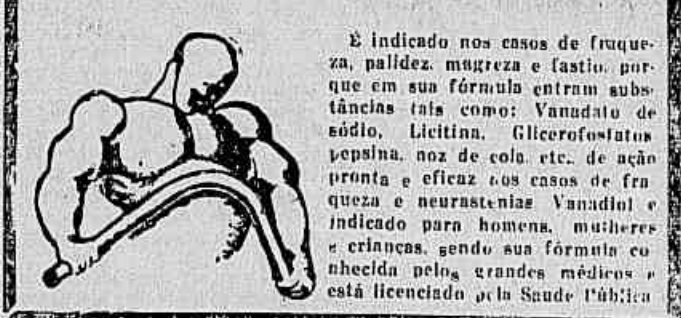 É indicado nos casos de fraque-
za, palidez, magreza e fastio, por-
que em sua fórmula entram subs-
tâncias tais como: Vanadato de
sódio, Licitina, Glicerofosfatos
pepsina, noz de cola, etc., de ação
pronta e eficaz nos casos de fra
queza e neurastenias Vanadiol e
indicado para homens, mulheres
e crianças, sendo sua fórmula co
nhecida pelos grandes médicos e
está licenciado pela Saude Pública